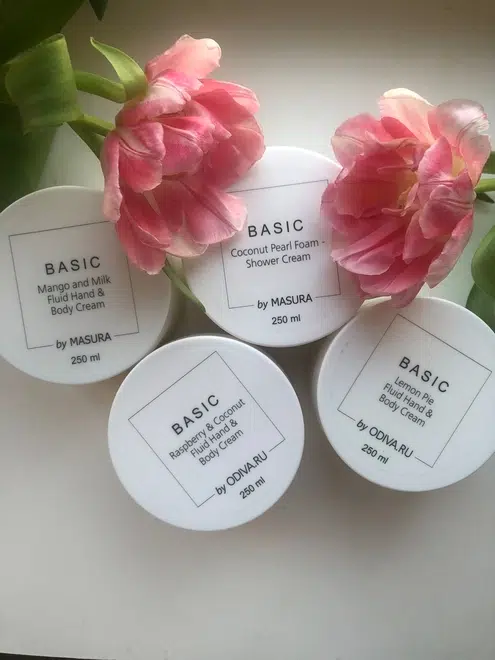 BASIC
Mango and Milk
Fluid Hand &
Body Cream
by MASURA
250 ml
BASIC
Coconut Pearl Foam -
Shower Cream
by MASURA
250 ml
BASIC
Raspberry & Coconut
Fluid Hand &
Body Cream
by ODIVA.RU
250 ml
BASIC
Lemon Pie
Fluid Hand &
Body Cream
by ODIVA.RU
250 ml